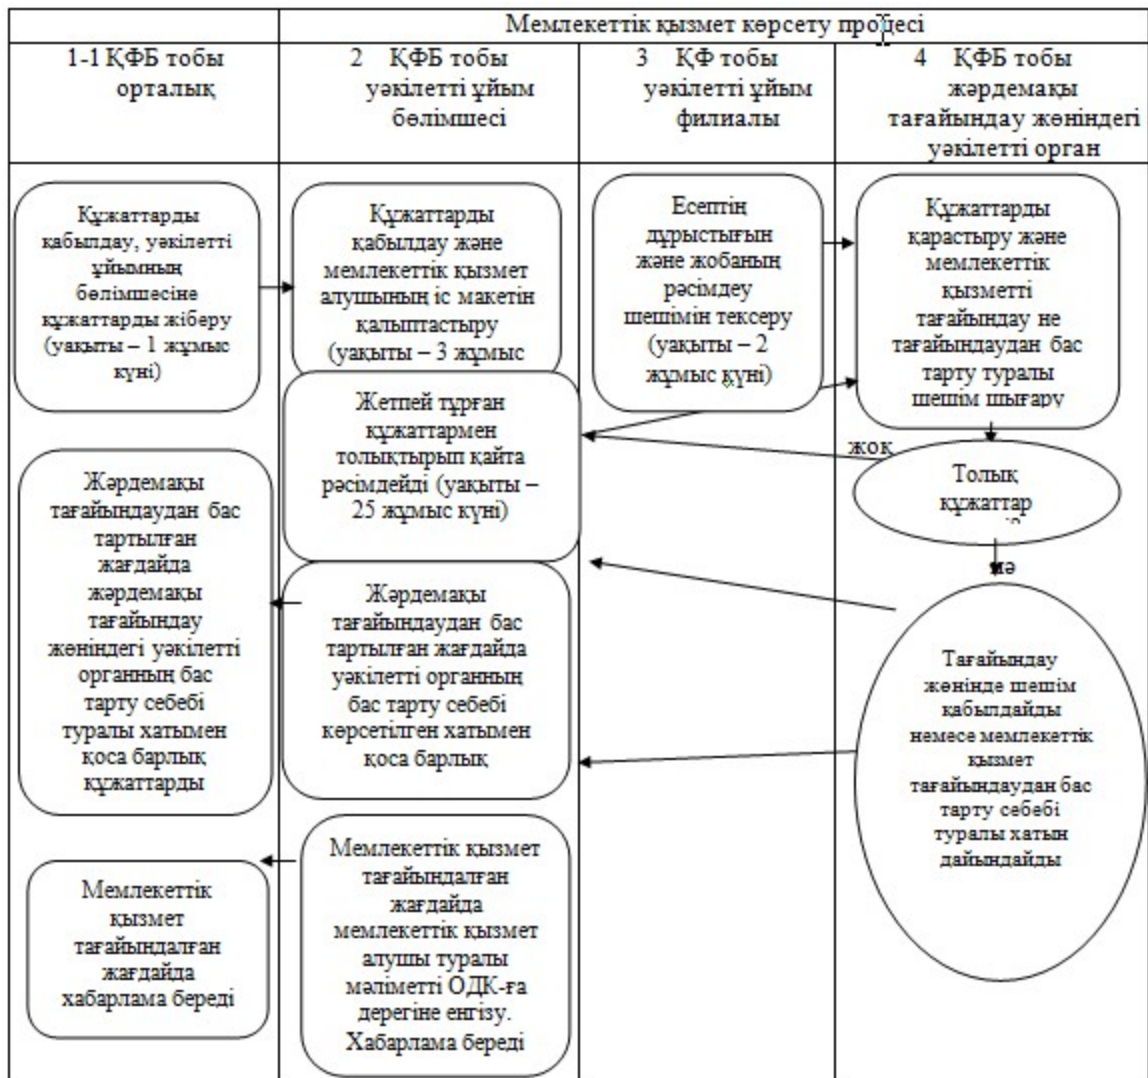 Мемлекеттік қызмет көрсету процесі
1-1 ҚФБ тобы
орталық
2 ҚФБ тобы
уәкілетті ұйым
бөлімшесі
3 ҚФ тобы
уәкілетті ұйым
филиалы
4 ҚФБ тобы
жәрдемақы
тағайындау жөніндегі
уәкілетті орган
Құжаттарды
қабылдау, уәкілетті
ұйымның
бөлімшесіне
құжаттарды жіберу
(уақыты – 1 жұмыс
күні)
Құжаттарды
қабылдау және
мемлекеттік қызмет
алушының іс макетін
қалыптастыру
(уақыты – 3 жұмыс
Есептің
дұрыстығын
және жобаның
рәсімдеу
шешімін тексеру
(уақыты – 2
жұмыс күні)
Құжаттарды
қарастыру және
мемлекеттік
қызметті
тағайындау не
тағайындаудан бас
тарту туралы
шешім шығару
Жетпей тұрған
құжаттармен
толықтырып қайта
рәсімдейді (уақыты –
25 жұмыс күні)
жоқ
Толық
құжаттар
Жәрдемақы
тағайындаудан бас
тартылған
жағдайда
жәрдемақы
тағайындау
жөніндегі уәкілетті
органның бас
тарту себебі
туралы хатымен
қоса барлық
құжаттарды
Жәрдемақы
тағайындаудан бас
тартылған жағдайда
уәкілетті органның
бас тарту себебі
көрсетілген хатымен
қоса барлық
Тағайындау
жөнінде шешім
қабылдайды
немесе мемлекеттік
қызмет
тағайындаудан бас
тарту себебі
туралы хатын
дайындайды
Мемлекеттік
қызмет
тағайындалған
жағдайда
хабарлама береді
Мемлекеттік қызмет
тағайындалған
жағдайда
мемлекеттік қызмет
алушы туралы
мәліметті ОДК-ға
дерегіне енгізу.
Хабарлама береді